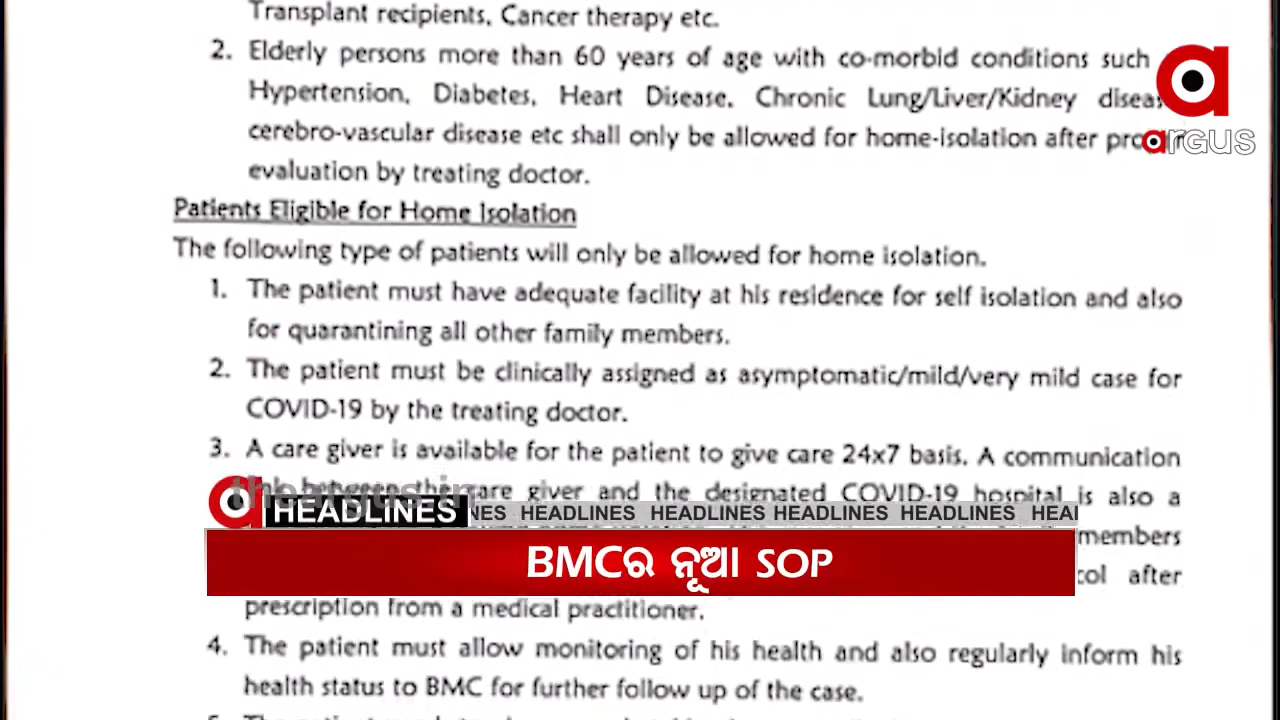 Transplant recipients, Cancer therapy etc.
2. Elderly persons more than 60 years of age with co-morbid conditions such
Hypertension, Diabetes, Heart Disease, Chronic Lung/Liver/Kidney
cerebro-vascular disease etc shall only be allowed for home-isolation after
evaluation by treating doctor.
argus
Patients Eligible for Home Isolation
The following type of patients will only be allowed for home isolation.
1. The patient must have adequate facility at his residence for self isolation and also
for quarantining all other family members.
2. The patient must be clinically assigned as asymptomatic/mild/very mild case for
COVID-19 by the treating doctor.
3. A care giver is available for the patient to give care 24x7 basis. A communication
between the care giver and the designated COVID-19 hospital is also a
theargus.in
HEADLINES HEADLINES HEADLINES HEADLINES HEADLINES
members
BMCର ନୂଆ SOP
after
prescription from a medical practitioner.
4. The patient must allow monitoring of his health and also regularly inform his
health status to BMC for further follow up of the case.